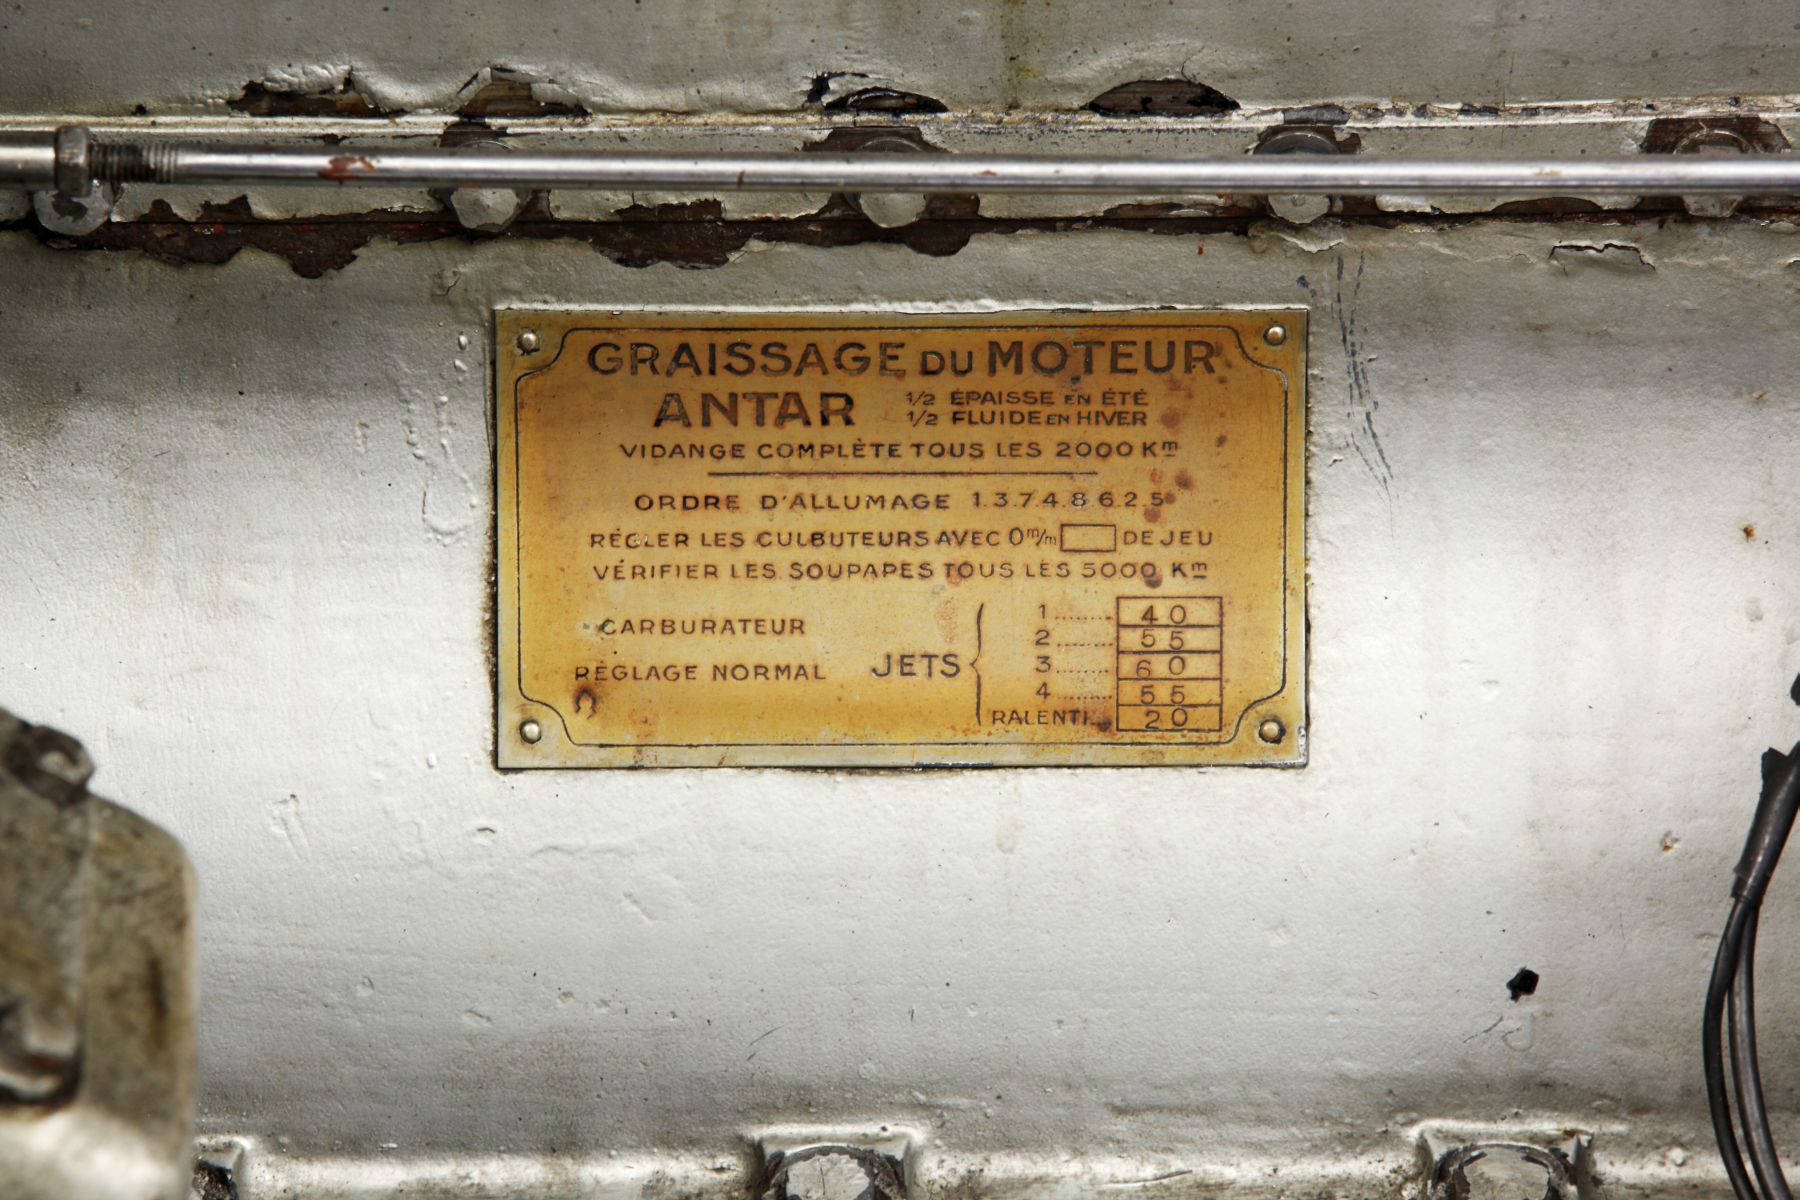 GRAISSAGE DU MOTEUR
ANTAR 1/2 ÉPAISSE EN ÉTÉ
1/2 FLUIDE EN HIVER
VIDANGE COMPLÈTE TOUS LES 2000 Km
ORDRE D'ALLUMAGE 1.3.7.4.8.6.2.5
RÉGLER LES CULBUTEURS AVEC 0 m/m DE JEU
VÉRIFIER LES SOUPAPES TOUS LES 5000 Km
CARBURATEUR
RÉGLAGE NORMAL
JETS
1........ 40
2........ 55
3........ 60
4........ 55
RALENTI... 20